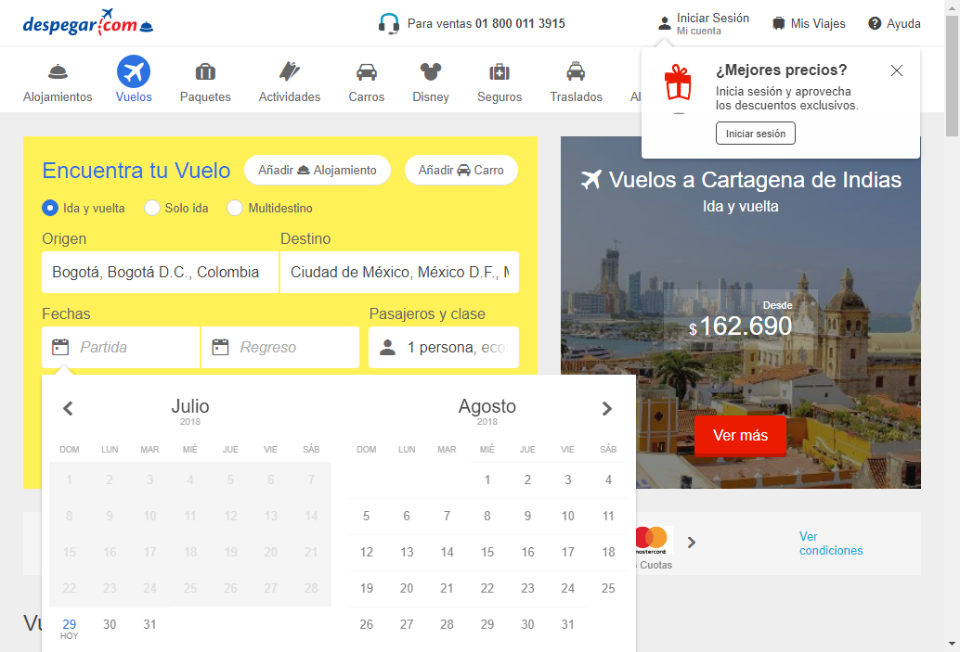 despegar.com
Para ventas 01 800 011 3915
Iniciar Sesión
Mi cuenta
Mis Viajes
Ayuda
Alojamientos
Vuelos
Paquetes
Actividades
Carros
Disney
Seguros
Traslados
¿Mejores precios?
Inicia sesión y aprovecha
los descuentos exclusivos.
Iniciar sesión
Encuentra tu Vuelo
Añadir Alojamiento
Añadir Carro
Ida y vuelta
Solo ida
Multidestino
Origen
Destino
Bogotá, Bogotá D.C., Colombia
Ciudad de México, México D.F.,
Fechas
Pasajeros y clase
Partida
Regreso
1 persona,
Vuelos a Cartagena de Indias
Ida y vuelta
Desde
$ 162.690
Ver más
Julio
2018
DOM LUN MAR MIÉ JUE VIE SÁB
1 2 3 4 5 6 7
8 9 10 11 12 13 14
15 16 17 18 19 20 21
22 23 24 25 26 27 28
29 30 31
HOY
Agosto
2018
DOM LUN MAR MIÉ JUE VIE SÁB
1 2 3 4
5 6 7 8 9 10 11
12 13 14 15 16 17 18
19 20 21 22 23 24 25
26 27 28 29 30 31
mastercard
Cuotas
Ver
condiciones